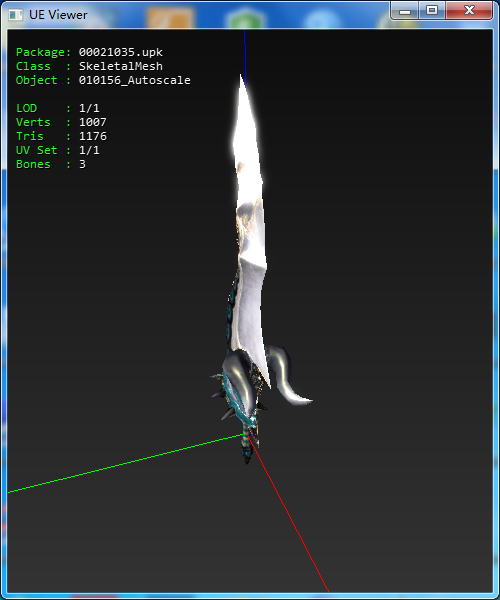 UE Viewer
Package: 00021035.upk
Class : SkeletalMesh
Object : 010156_Autoscale
LOD : 1/1
Verts : 1007
Tris : 1176
UV Set : 1/1
Bones : 3